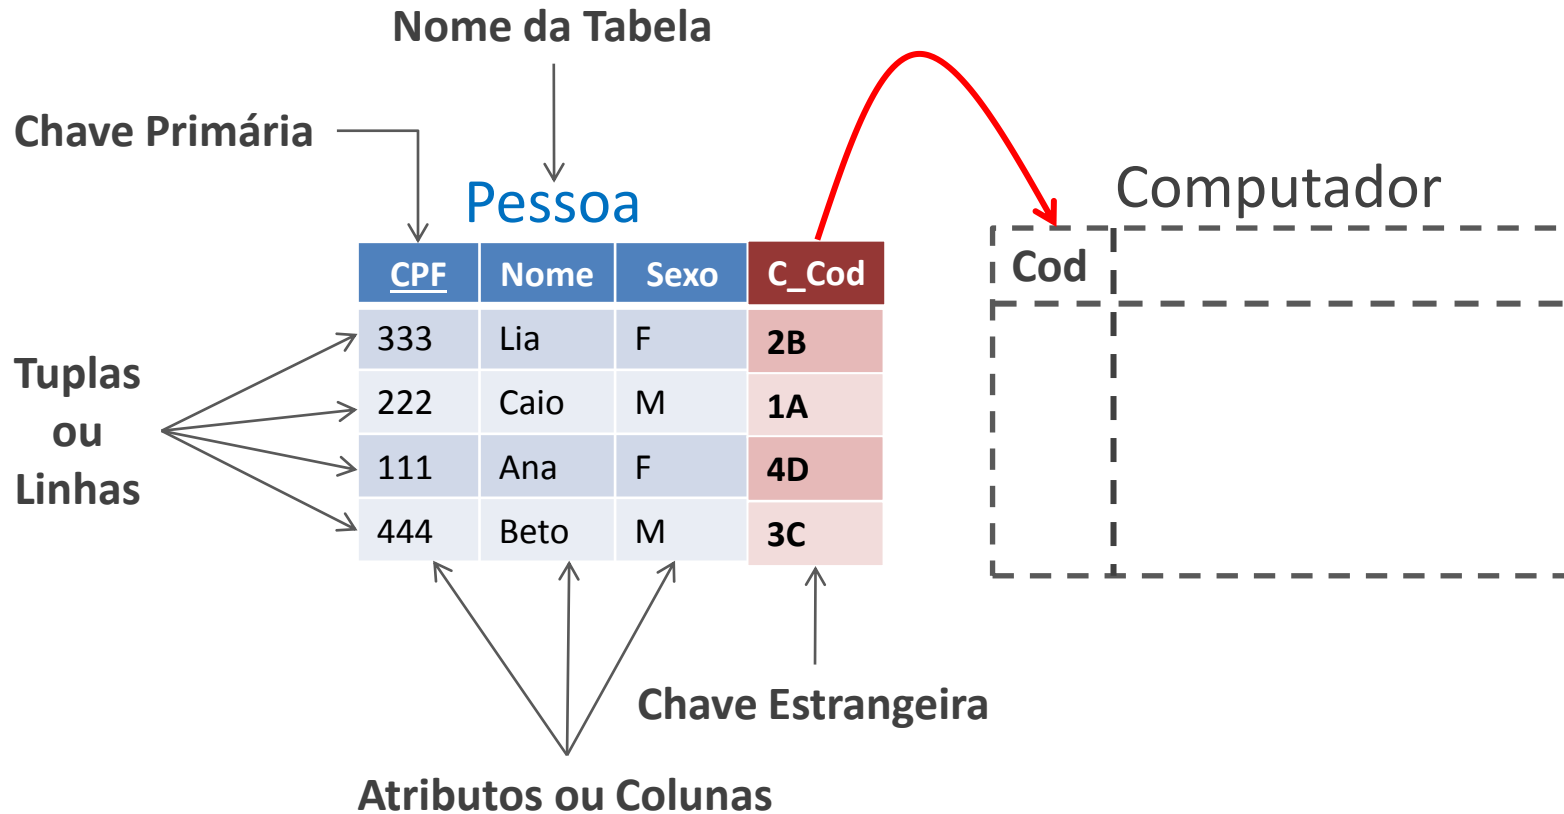 Nome da Tabela
Chave Primária
Pessoa
Computador
CPF Nome Sexo C_Cod
Cod
333 Lia F 2B
222 Caio M 1A
111 Ana F 4D
444 Beto M 3C
Tuplas
ou
Linhas
Chave Estrangeira
Atributos ou Colunas